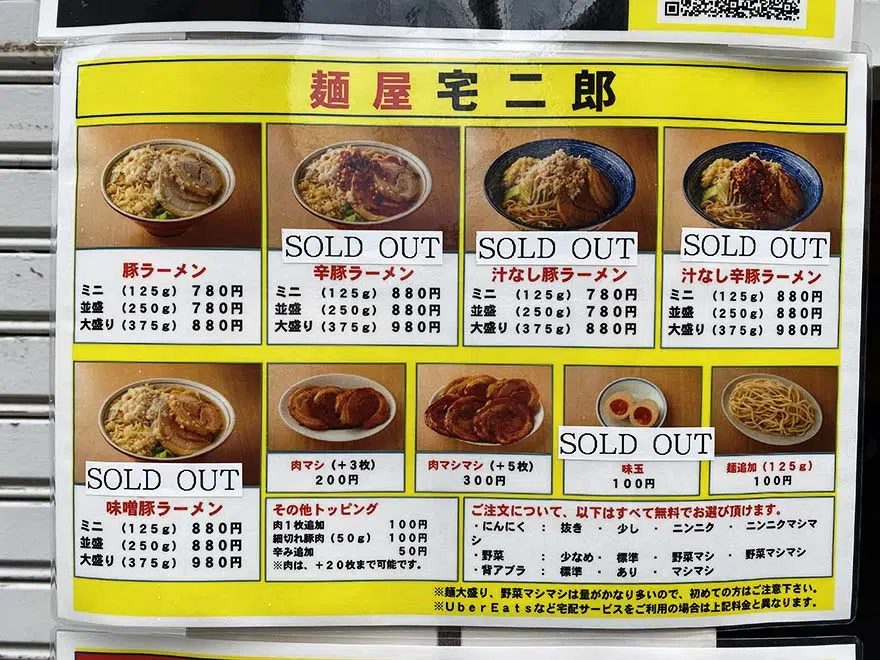 麺屋 宅二郎
豚ラーメン
ミニ (125g) 780円
並盛 (250g) 780円
大盛り (375g) 880円
SOLD OUT
辛豚ラーメン
ミニ (125g) 880円
並盛 (250g) 880円
大盛り (375g) 980円
SOLD OUT
汁なし豚ラーメン
ミニ (125g) 780円
並盛 (250g) 780円
大盛り (375g) 880円
SOLD OUT
汁なし辛豚ラーメン
ミニ (125g) 880円
並盛 (250g) 880円
大盛り (375g) 980円
SOLD OUT
味噌豚ラーメン
ミニ (125g) 880円
並盛 (250g) 880円
大盛り (375g) 980円
肉マシ (+3枚)
200円
肉マシマシ (+5枚)
300円
SOLD OUT
味玉
100円
麺追加 (125g)
100円
その他トッピング
肉1枚追加 100円
細切れ豚肉 (50g) 100円
辛み追加 50円
※肉は、+20枚まで可能です。
ご注文について、以下はすべて無料でお選び頂けます。
・にんにく : 抜き ・ 少し ・ ニンニク ・ ニンニクマシマ
シ
・野菜 : 少なめ ・ 標準 ・ 野菜マシ ・ 野菜マシマシ
・背アブラ : 標準 ・ あり ・ マシマシ
※麺大盛り、野菜マシマシは量がかなり多いので、初めての方はご注意下さい。
※UberEatsなど宅配サービスをご利用の場合は上記料金と異なります。